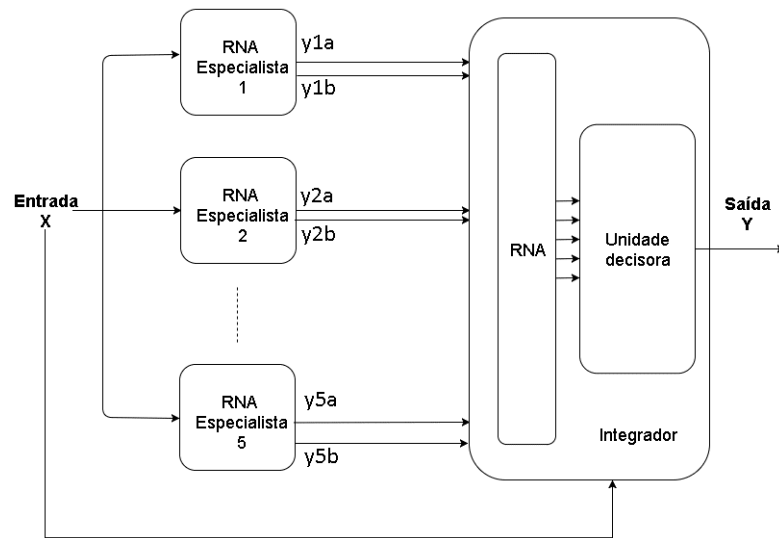 RNA
Especialista
1
y1a
y1b
Entrada
X
RNA
Especialista
2
y2a
y2b
RNA
Especialista
5
y5a
y5b
RNA
Unidade
decisora
Integrador
Saída
Y